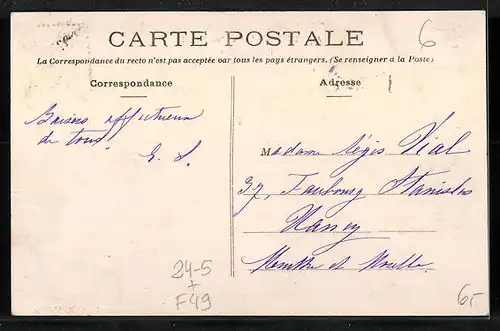 CARTE POSTALE
6
La Correspondance du recto n'est pas acceptée par tous les pays étrangers. (Se renseigner à la Poste)
Correspondance
Adresse
Baisers affectueux
de tous.
E. S.
Madame Régis Vial
37, Faubourg Stanislas
Nancy
Meurthe et Moselle
24-5
+
F49
6,-